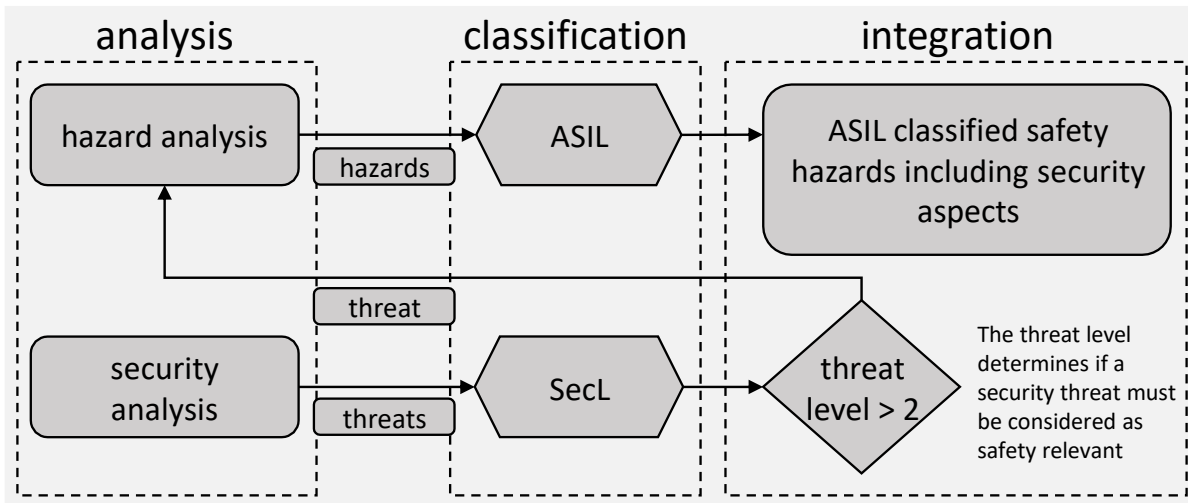 analysis
classification
integration
hazard analysis
hazards
ASIL
ASIL classified safety
hazards including security
aspects
threat
security
analysis
threats
SecL
threat
level > 2
The threat level
determines if a
security threat must
be considered as
safety relevant